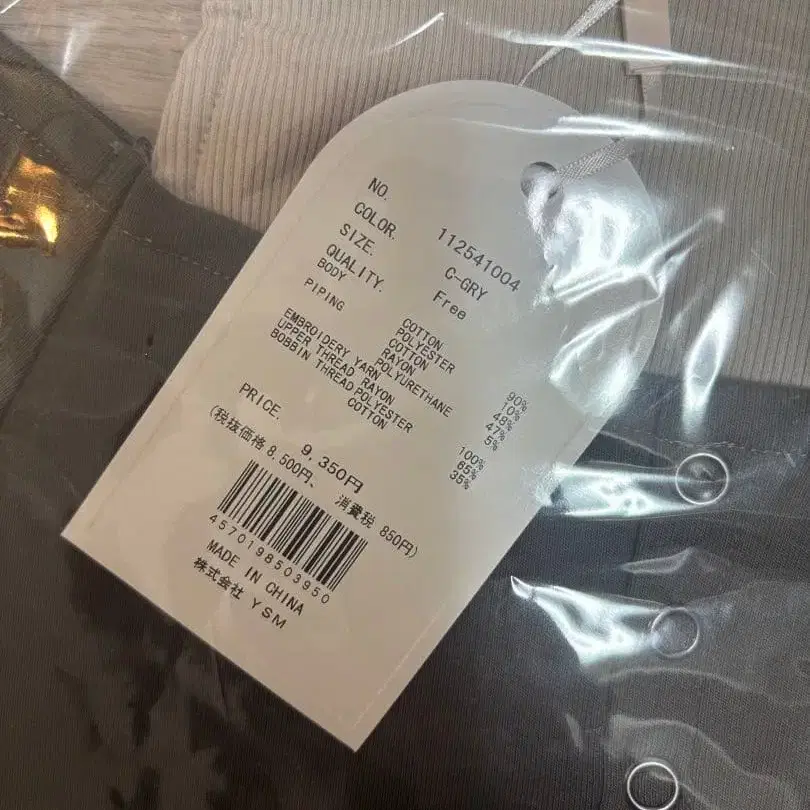 NO. 112541004
COLOR. C-GRY
SIZE. Free
QUALITY.
BODY COTTON 90%
POLYESTER 10%
PIPING COTTON 48%
RAYON 47%
POLYURETHANE 5%
EMBROIDERY YARN
UPPER THREAD RAYON 100%
BOBBIN THREAD POLYESTER 65%
COTTON 35%
PRICE. 9,350円
(税抜価格 8,500円、 消費税 850円)
4570198503950
MADE IN CHINA
株式会社 YSM